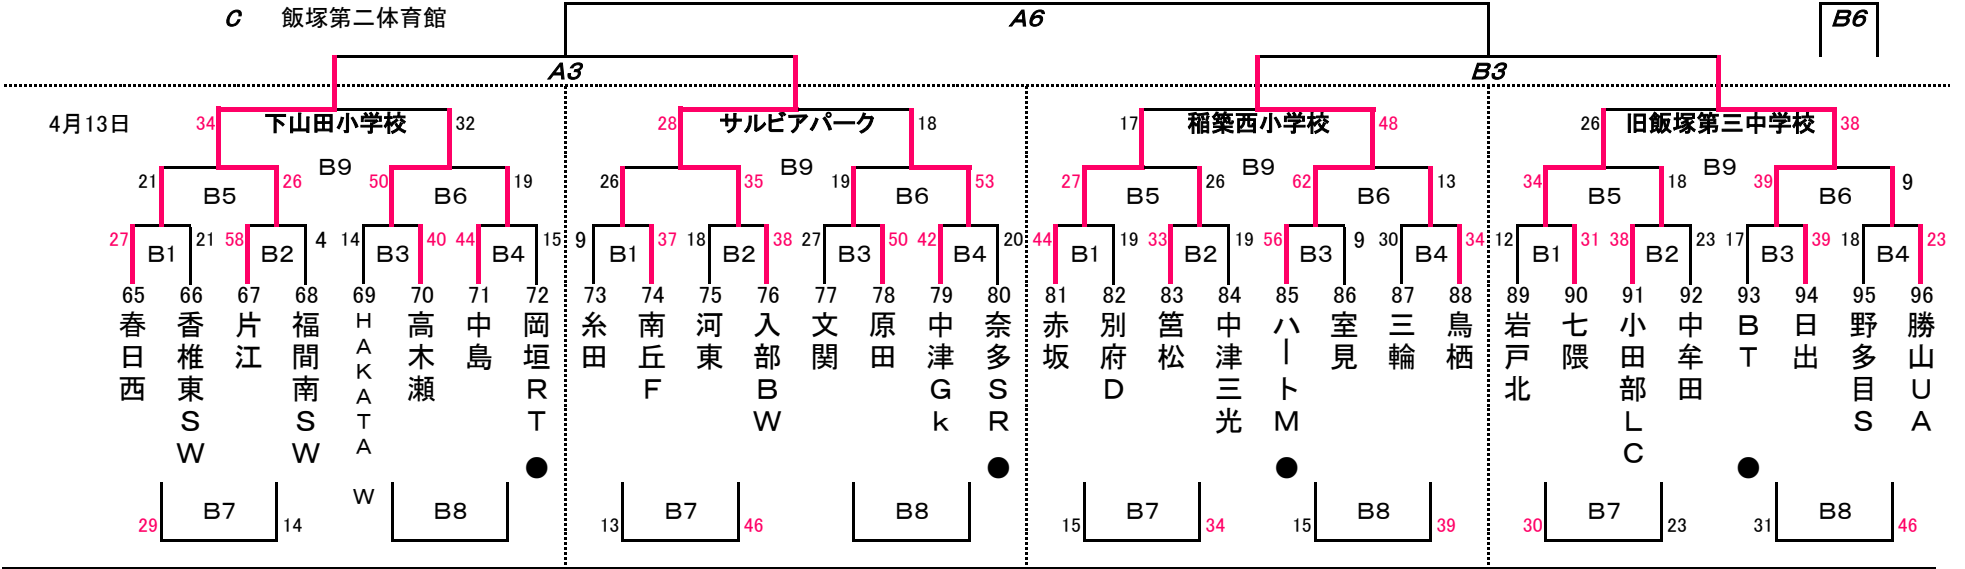 C 飯塚第二体育館 A6 B6
A3 B3
4月13日 34 下山田小学校 32 28 サルビアパーク 18 17 稲築西小学校 48 26 旧飯塚第三中学校 38
B9 B9 B9 B9
21 26 50 19 26 35 19 53 27 26 62 13 34 18 39 9
B5 B6 B5 B6 B5 B6 B5 B6
27 21 58 4 14 40 44 15 9 37 18 38 27 50 42 20 44 19 33 19 56 9 30 34 12 31 38 23 17 39 18 23
B1 B2 B3 B4 B1 B2 B3 B4 B1 B2 B3 B4 B1 B2 B3 B4
65 66 67 68 69 70 71 72 73 74 75 76 77 78 79 80 81 82 83 84 85 86 87 88 89 90 91 92 93 94 95 96
春日西
香椎東SW
片江
福間南SW
HAKATA W
高木瀬
中島
岡垣RT
糸田
南丘F
河東
入部BW
文関
原田
中津Gk
奈多SR
赤坂
別府D
筥松
中津三光
ハートM
室見
三輪
鳥栖
岩戸北
七隈
小田部LC
中牟田
BT
日出
野多目S
勝山UA
● ● ● ●
29 B7 14 B8 13 B7 46 B8 15 B7 34 15 B8 39 30 B7 23 31 B8 46